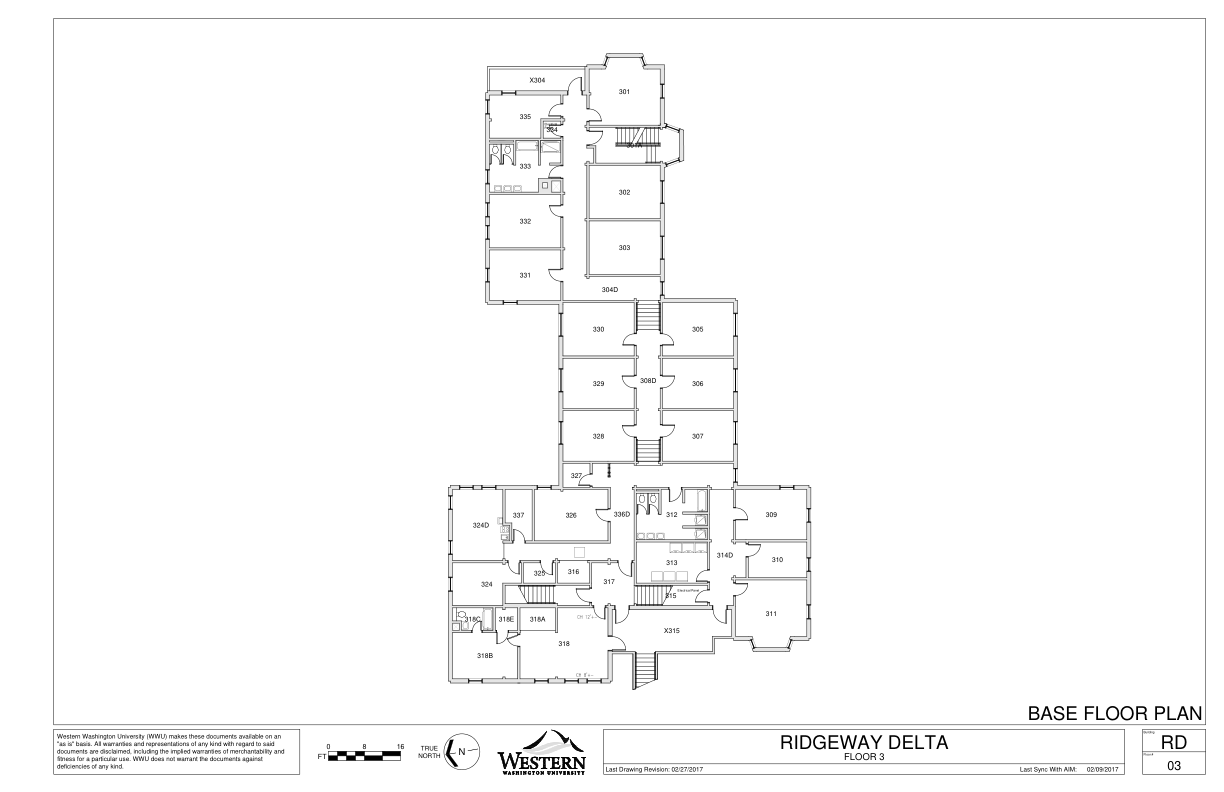 X304
301
335
334
301A
333
302
332
303
331
304D
330
305
329
308D
306
328
307
327
324D
337
326
336D
312
309
314D
313
310
325
316
324
317
315
Electrical Panel
311
318C
318E
318A
CH 12'+-
X315
318
318B
CH 8'+-
BASE FLOOR PLAN
Western Washington University (WWU) makes these documents available on an
"as is" basis. All warranties and representations of any kind with regard to said
documents are disclaimed, including the implied warranties of merchantability and
fitness for a particular use. WWU does not warrant the documents against
deficiencies of any kind.
0 8 16
FT
TRUE
NORTH
N
WESTERN
WASHINGTON UNIVERSITY
RIDGEWAY DELTA
FLOOR 3
Last Drawing Revision: 02/27/2017
Last Sync With AIM: 02/09/2017
Building
RD
Floor#
03